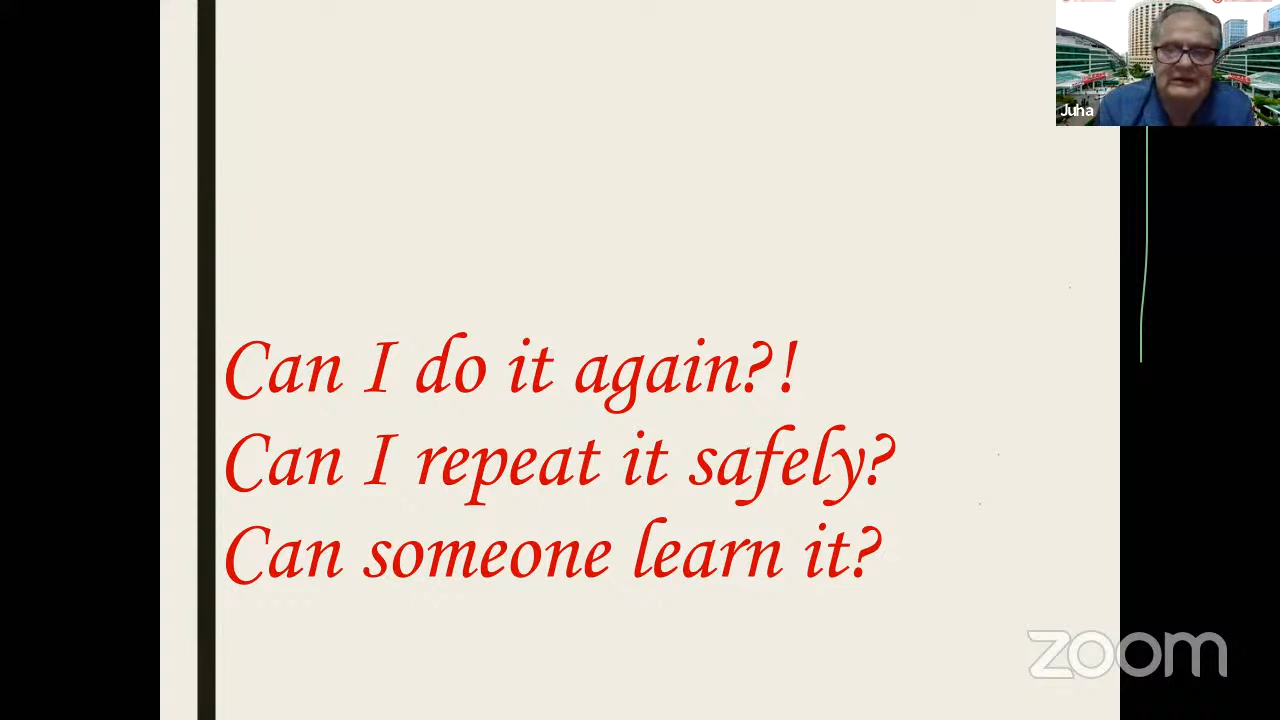 Juha
Can I do it again?!
Can I repeat it safely?
Can someone learn it?
zoom